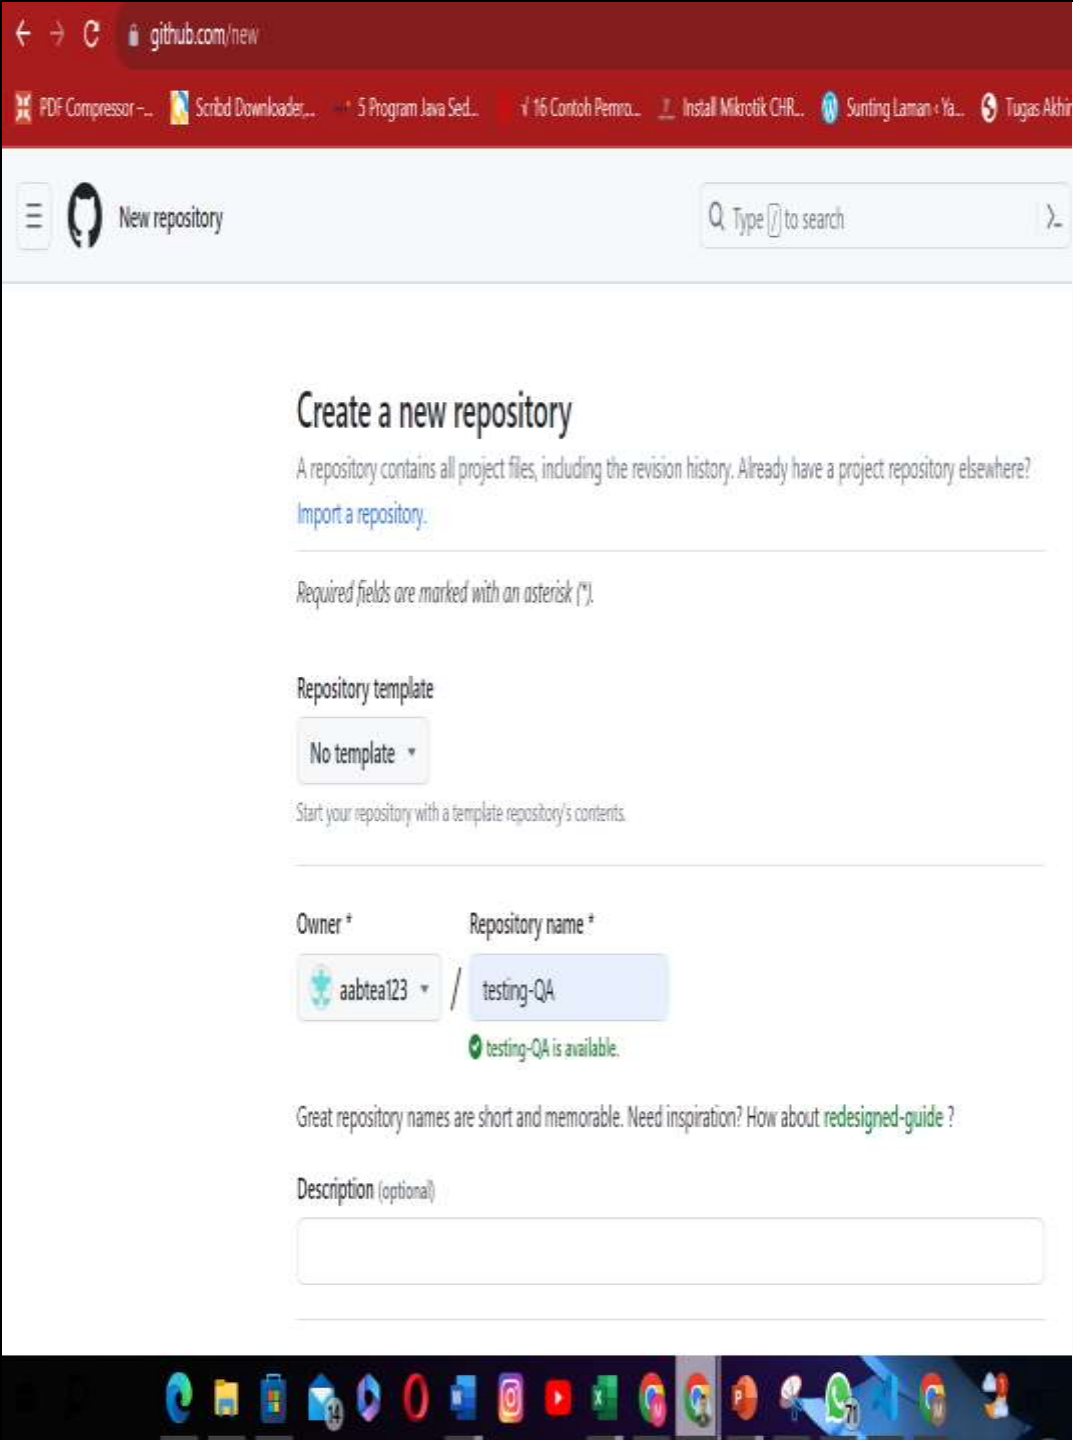 github.com/new
PDF Compressor –... Scribd Downloader,... 5 Program Java Sed... √ 16 Contoh Pemro... Install Mikrotik CHR... Sunting Laman ‹ Ya... Tugas Akhir
New repository Type / to search
Create a new repository
A repository contains all project files, including the revision history. Already have a project repository elsewhere?
Import a repository.
Required fields are marked with an asterisk (*).
Repository template
No template
Start your repository with a template repository's contents.
Owner * Repository name *
aabtea123 / testing-QA
testing-QA is available.
Great repository names are short and memorable. Need inspiration? How about redesigned-guide ?
Description (optional)
14 71